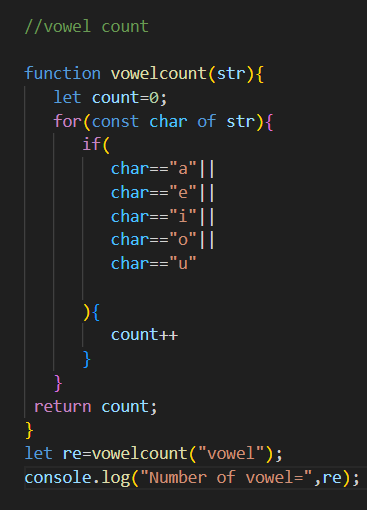 //vowel count
function vowelcount(str){
let count=0;
for(const char of str){
if(
char=="a"||
char=="e"||
char=="i"||
char=="o"||
char=="u"
){
count++
}
}
return count;
}
let re=vowelcount("vowel");
console.log("Number of vowel=",re);